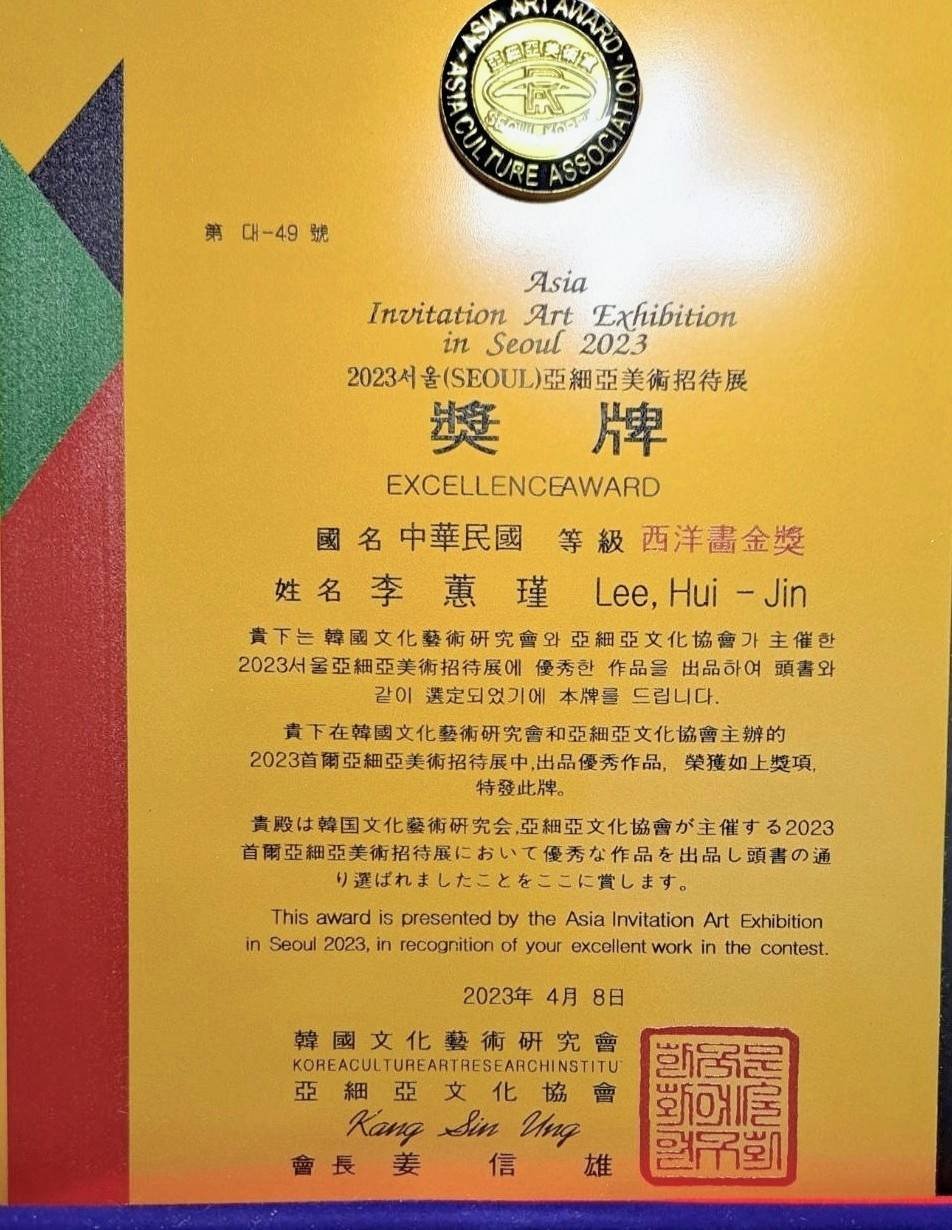 ASIA ART AWARD · ASIA CULTURE ASSOCIATION ·
亞細亞美術賞
SEOUL KOREA
第 대-49 號
Asia
Invitation Art Exhibition
in Seoul 2023
2023서울(SEOUL)亞細亞美術招待展
獎 牌
EXCELLENCEAWARD
國 名 中華民國 等 級 西洋畵金獎
姓 名 李 蕙 瑾 Lee, Hui - Jin
貴下는 韓國文化藝術硏究會와 亞細亞文化協會가 主催한
2023서울亞細亞美術招待展에 優秀한 作品을 出品하여 頭書와
같이 選定되었기에 本牌를 드립니다.
貴下在韓國文化藝術硏究會和亞細亞文化協會主辦的
2023首爾亞細亞美術招待展中,出品優秀作品, 榮獲如上獎項,
特發此牌。
貴殿は韓国文化藝術硏究会,亞細亞文化協會が主催する2023
首爾亞細亞美術招待展において優秀な作品を出品し頭書の通
り選ばれましたことをここに賞します。
This award is presented by the Asia Invitation Art Exhibition
in Seoul 2023, in recognition of your excellent work in the contest.
2023年 4月 8日
韓國文化藝術硏究會
KOREACULTUREARTRESEARCHINSTITU
亞細亞文化協會
Kang Sin Ung
會長 姜 信 雄